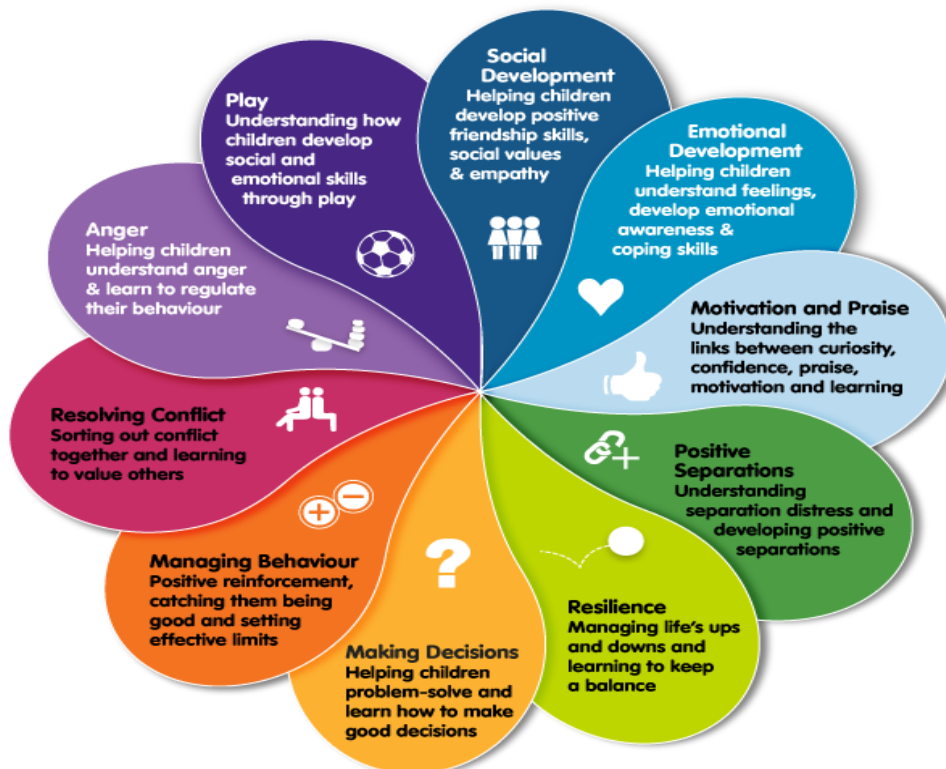 Social
Development
Helping children
develop positive
friendship skills,
social values
& empathy
Emotional
Development
Helping children
understand feelings,
develop emotional
awareness &
coping skills
Motivation and Praise
Understanding the
links between curiosity,
confidence, praise,
motivation and learning
Positive
Separations
Understanding
separation distress and
developing positive
separations
Resilience
Managing life's ups
and downs and
learning to keep
a balance
Making Decisions
Helping children
problem-solve and
learn how to make
good decisions
Managing Behaviour
Positive reinforcement,
catching them being
good and setting
effective limits
Resolving Conflict
Sorting out conflict
together and learning
to value others
Anger
Helping children
understand anger
& learn to regulate
their behaviour
Play
Understanding how
children develop
social and
emotional skills
through play